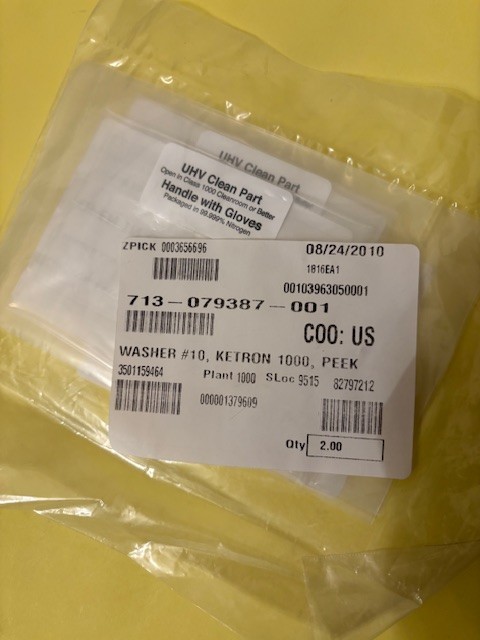 UHV Clean Part
UHV Clean Part
Open in Class 1000 Cleanroom or Better
Handle with Gloves
Packaged in 99.999% Nitrogen
ZPICK 0003656696
08/24/2010
1816EA1
00103963050001
713-079387-001
COO: US
WASHER #10, KETRON 1000, PEEK
3501159464 Plant 1000 SLoc 9515 82797212
000001379609
Qty 2.00